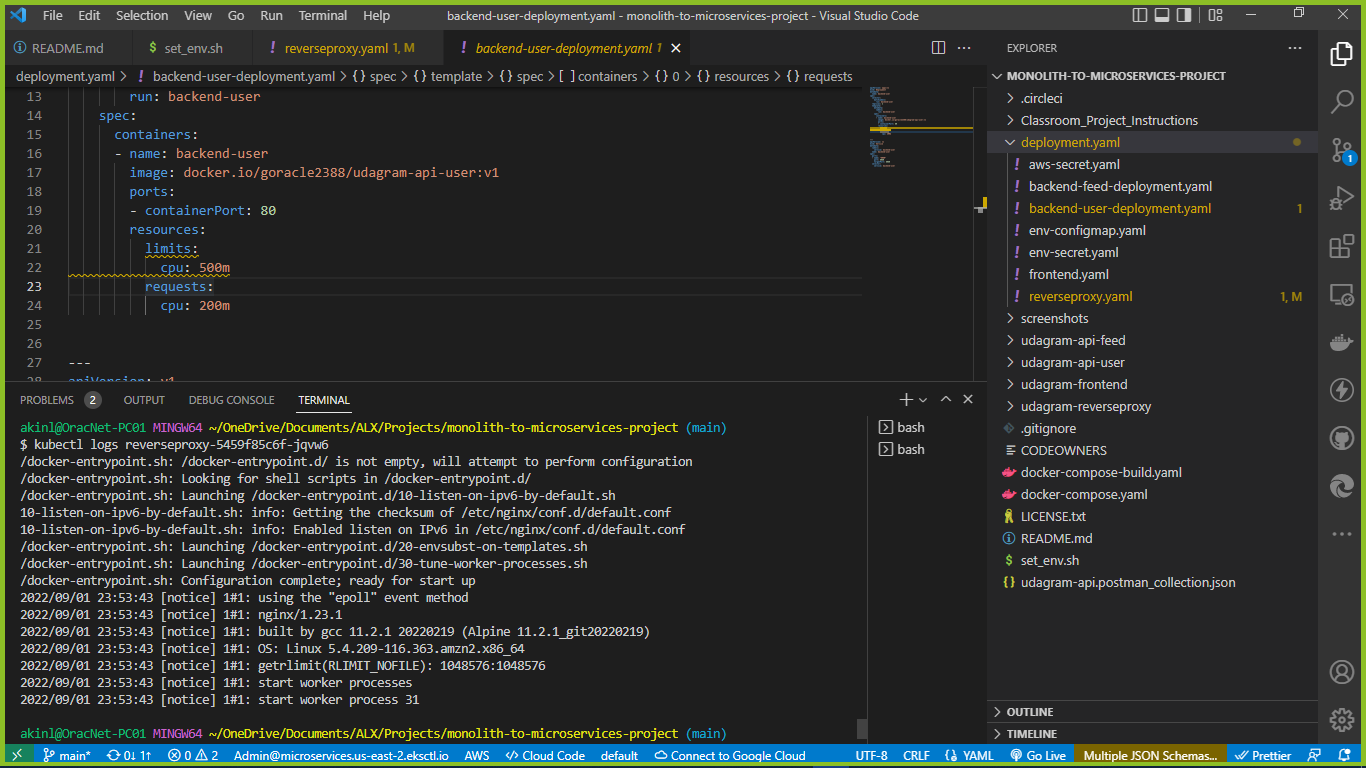 File Edit Selection View Go Run Terminal Help backend-user-deployment.yaml - monolith-to-microservices-project - Visual Studio Code
README.md $ set_env.sh ! reverseproxy.yaml 1, M ! backend-user-deployment.yaml 1
deployment.yaml > ! backend-user-deployment.yaml > {} spec > {} template > {} spec > [ ] containers > {} 0 > {} resources > {} requests
13 run: backend-user
14 spec:
15 containers:
16 - name: backend-user
17 image: docker.io/goracle2388/udagram-api-user:v1
18 ports:
19 - containerPort: 80
20 resources:
21 limits:
22 cpu: 500m
23 requests:
24 cpu: 200m
25
26
27 ---
28 apiVersion: v1
PROBLEMS 2 OUTPUT DEBUG CONSOLE TERMINAL
akinl@OracNet-PC01 MINGW64 ~/OneDrive/Documents/ALX/Projects/monolith-to-microservices-project (main)
$ kubectl logs reverseproxy-5459f85c6f-jqvw6
/docker-entrypoint.sh: /docker-entrypoint.d/ is not empty, will attempt to perform configuration
/docker-entrypoint.sh: Looking for shell scripts in /docker-entrypoint.d/
/docker-entrypoint.sh: Launching /docker-entrypoint.d/10-listen-on-ipv6-by-default.sh
10-listen-on-ipv6-by-default.sh: info: Getting the checksum of /etc/nginx/conf.d/default.conf
10-listen-on-ipv6-by-default.sh: info: Enabled listen on IPv6 in /etc/nginx/conf.d/default.conf
/docker-entrypoint.sh: Launching /docker-entrypoint.d/20-envsubst-on-templates.sh
/docker-entrypoint.sh: Launching /docker-entrypoint.d/30-tune-worker-processes.sh
/docker-entrypoint.sh: Configuration complete; ready for start up
2022/09/01 23:53:43 [notice] 1#1: using the "epoll" event method
2022/09/01 23:53:43 [notice] 1#1: nginx/1.23.1
2022/09/01 23:53:43 [notice] 1#1: built by gcc 11.2.1 20220219 (Alpine 11.2.1_git20220219)
2022/09/01 23:53:43 [notice] 1#1: OS: Linux 5.4.209-116.363.amzn2.x86_64
2022/09/01 23:53:43 [notice] 1#1: getrlimit(RLIMIT_NOFILE): 1048576:1048576
2022/09/01 23:53:43 [notice] 1#1: start worker processes
2022/09/01 23:53:43 [notice] 1#1: start worker process 31
akinl@OracNet-PC01 MINGW64 ~/OneDrive/Documents/ALX/Projects/monolith-to-microservices-project (main)
bash
bash
EXPLORER
MONOLITH-TO-MICROSERVICES-PROJECT
.circleci
Classroom_Project_Instructions
deployment.yaml
! aws-secret.yaml
! backend-feed-deployment.yaml
! backend-user-deployment.yaml 1
! env-configmap.yaml
! env-secret.yaml
! frontend.yaml
! reverseproxy.yaml 1, M
screenshots
udagram-api-feed
udagram-api-user
udagram-frontend
udagram-reverseproxy
.gitignore
CODEOWNERS
docker-compose-build.yaml
docker-compose.yaml
LICENSE.txt
README.md
$ set_env.sh
{} udagram-api.postman_collection.json
OUTLINE
TIMELINE
1
main* 0↓ 1↑ 0 2 Admin@microservices.us-east-2.eksctl.io AWS </> Cloud Code default Connect to Google Cloud UTF-8 CRLF {} YAML Go Live Multiple JSON Schemas... Prettier